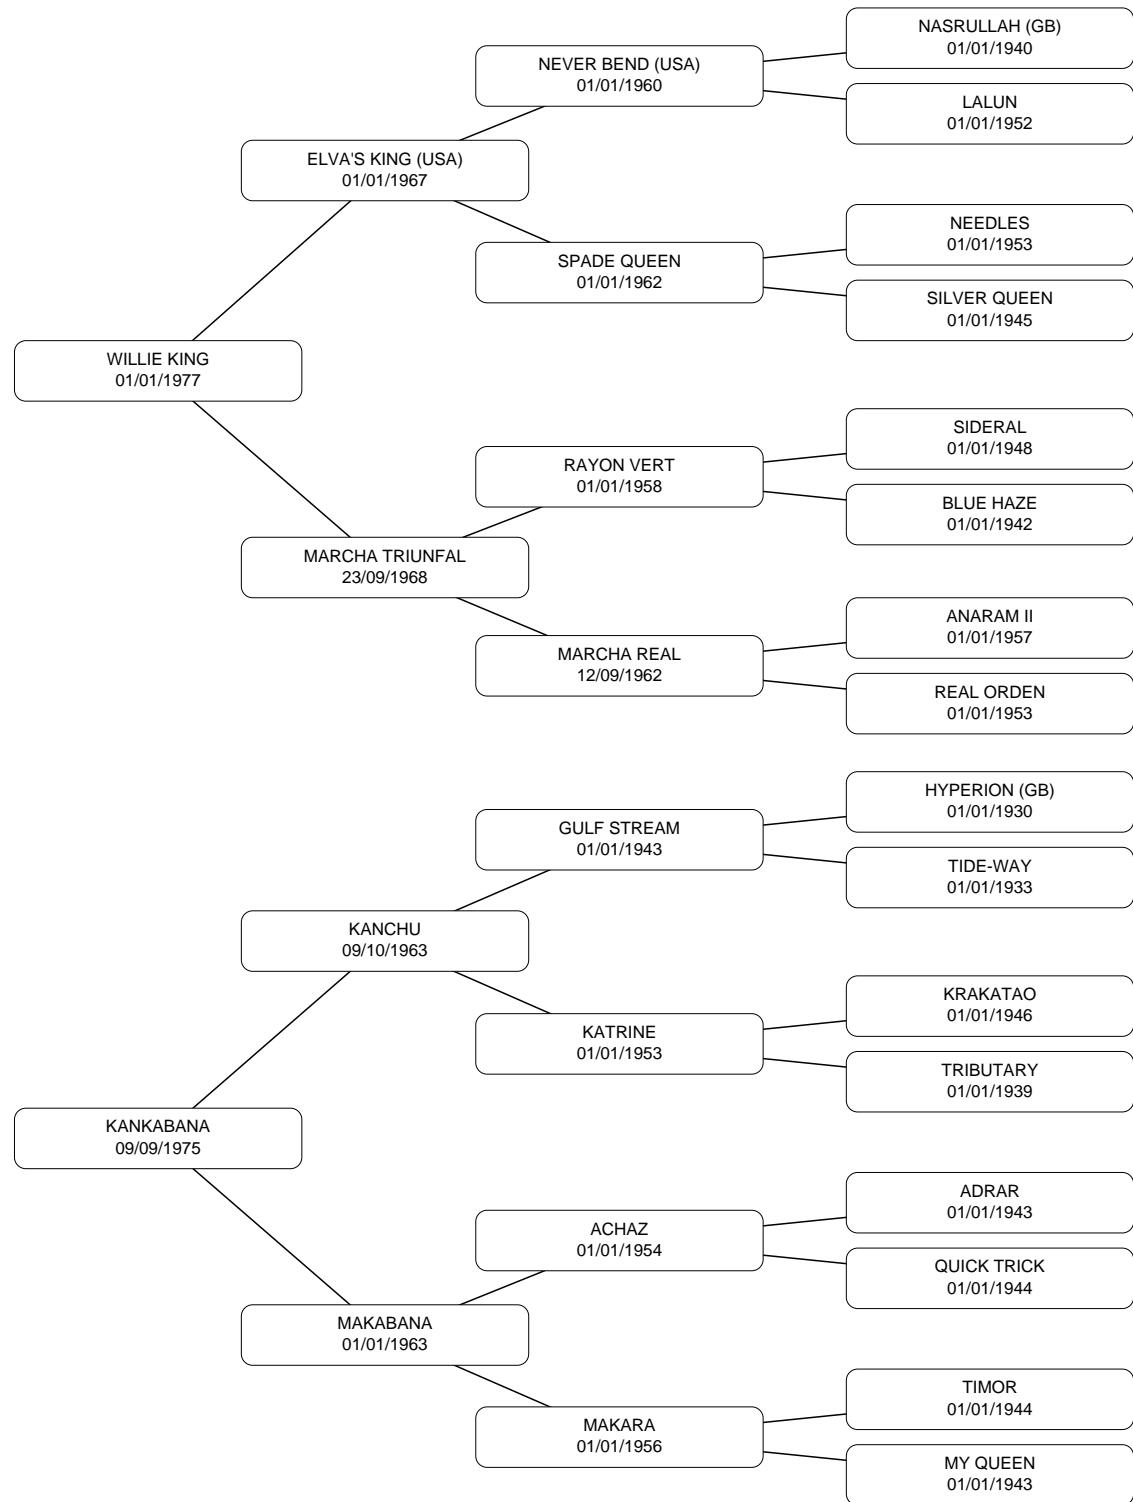 NASRULLAH (GB)
01/01/1940
NEVER BEND (USA)
01/01/1960
LALUN
01/01/1952
ELVA'S KING (USA)
01/01/1967
NEEDLES
01/01/1953
SPADE QUEEN
01/01/1962
SILVER QUEEN
01/01/1945
WILLIE KING
01/01/1977
SIDERAL
01/01/1948
RAYON VERT
01/01/1958
BLUE HAZE
01/01/1942
MARCHA TRIUNFAL
23/09/1968
ANARAM II
01/01/1957
MARCHA REAL
12/09/1962
REAL ORDEN
01/01/1953
HYPERION (GB)
01/01/1930
GULF STREAM
01/01/1943
TIDE-WAY
01/01/1933
KANCHU
09/10/1963
KRAKATAO
01/01/1946
KATRINE
01/01/1953
TRIBUTARY
01/01/1939
KANKABANA
09/09/1975
ADRAR
01/01/1943
ACHAZ
01/01/1954
QUICK TRICK
01/01/1944
MAKABANA
01/01/1963
TIMOR
01/01/1944
MAKARA
01/01/1956
MY QUEEN
01/01/1943